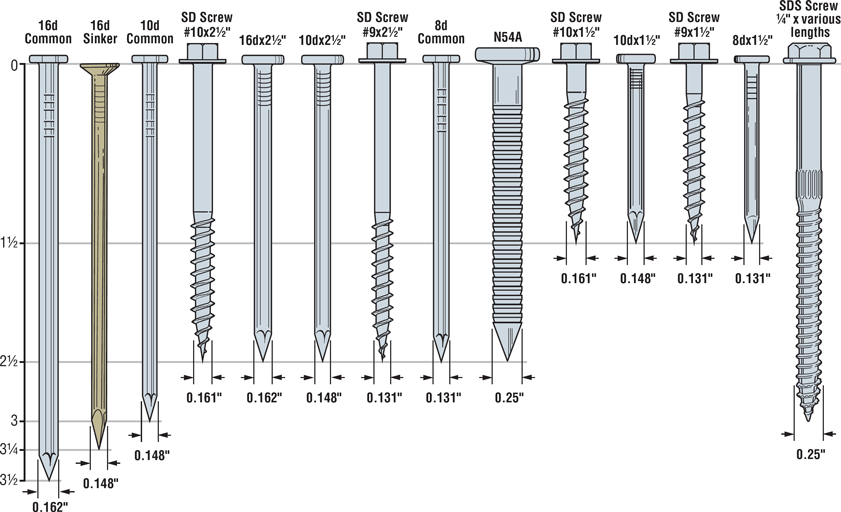 16d
Common
16d
Sinker
10d
Common
SD Screw
#10x2½"
16dx2½"
10dx2½"
SD Screw
#9x2½"
8d
Common
N54A
SD Screw
#10x1½"
10dx1½"
SD Screw
#9x1½"
8dx1½"
SDS Screw
¼" x various
lengths
0
1½
2½
3
3¼
3½
0.162"
0.148"
0.148"
0.161"
0.162"
0.148"
0.131"
0.131"
0.25"
0.161"
0.148"
0.131"
0.131"
0.25"